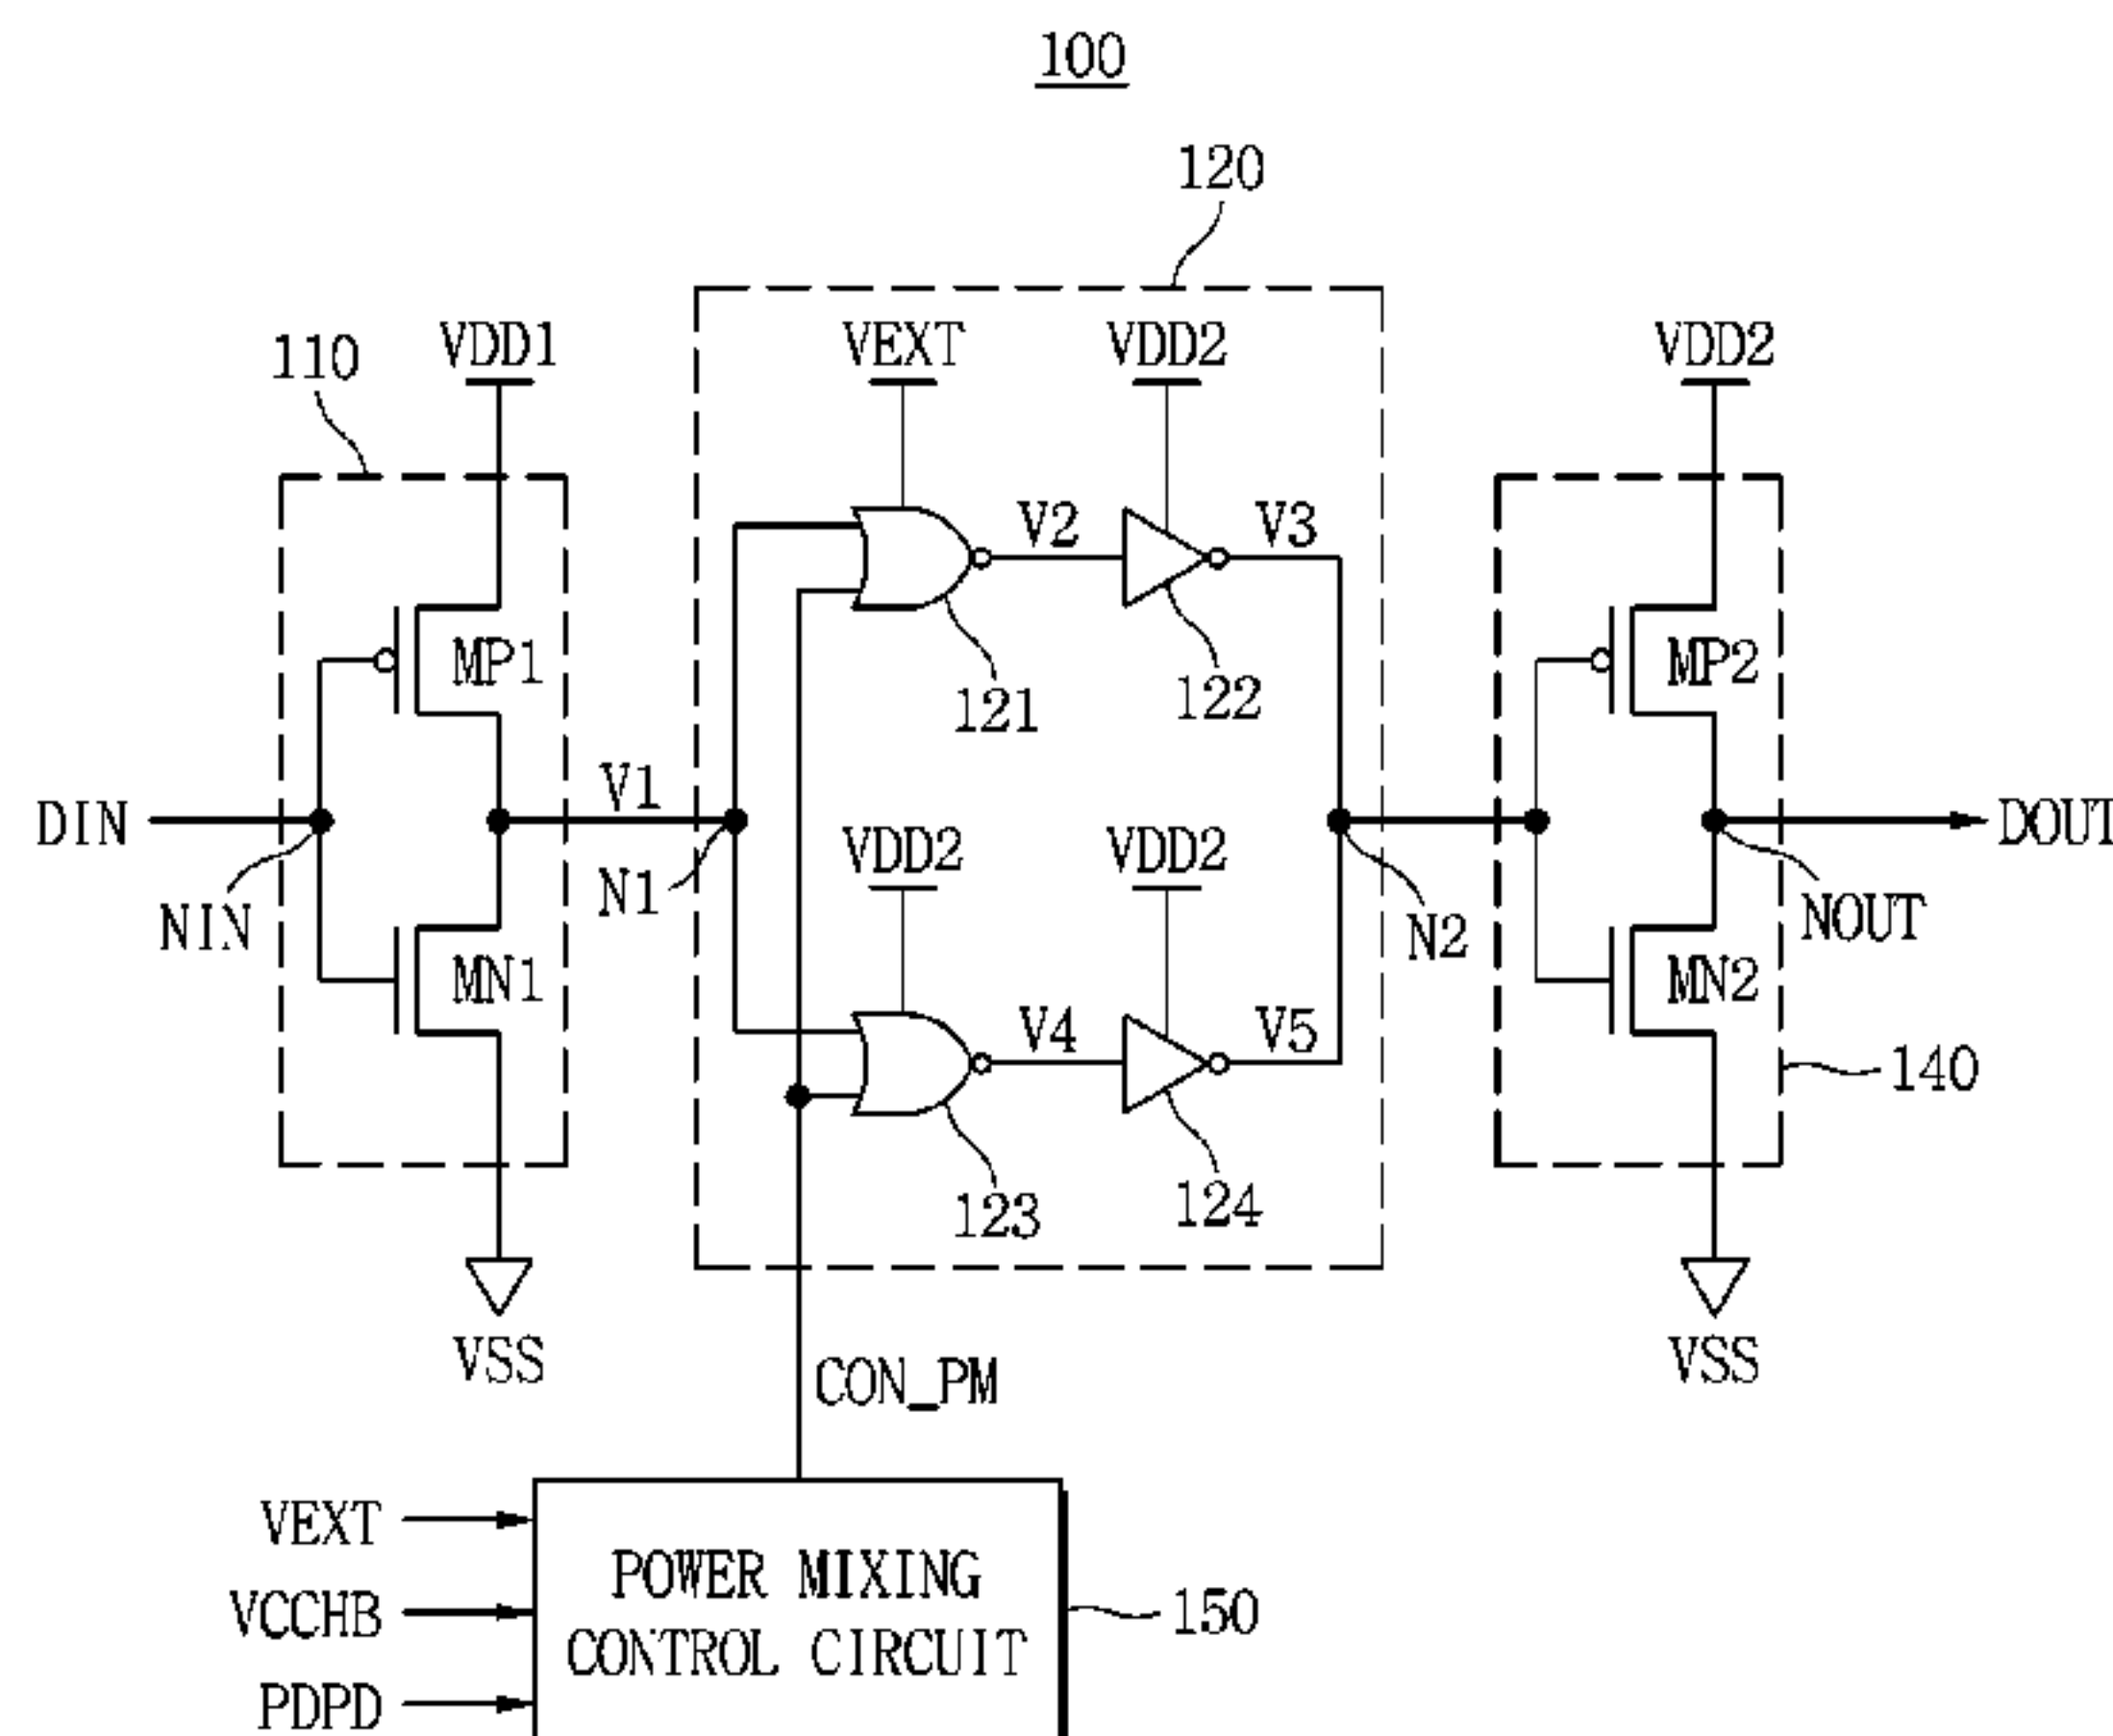 100
120
110
VDD1
VEXT
VDD2
VDD2
V2
V3
MP1
121
122
MP2
DIN
V1
VDD2
VDD2
DOUT
NIN
N1
N2
NOUT
MN1
V4
V5
MN2
140
123
124
VSS
VSS
CON_PM
VEXT
VCCHB
PDPD
POWER MIXING
CONTROL CIRCUIT
150